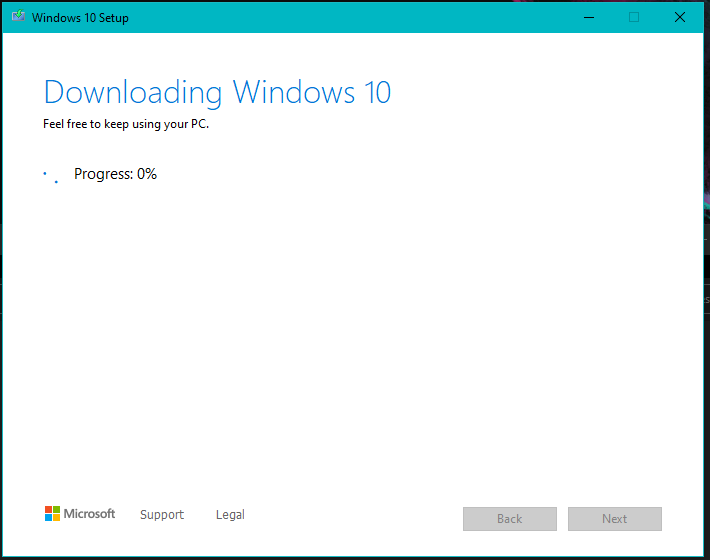 Windows 10 Setup
Downloading Windows 10
Feel free to keep using your PC.
Progress: 0%
Microsoft Support Legal
Back Next